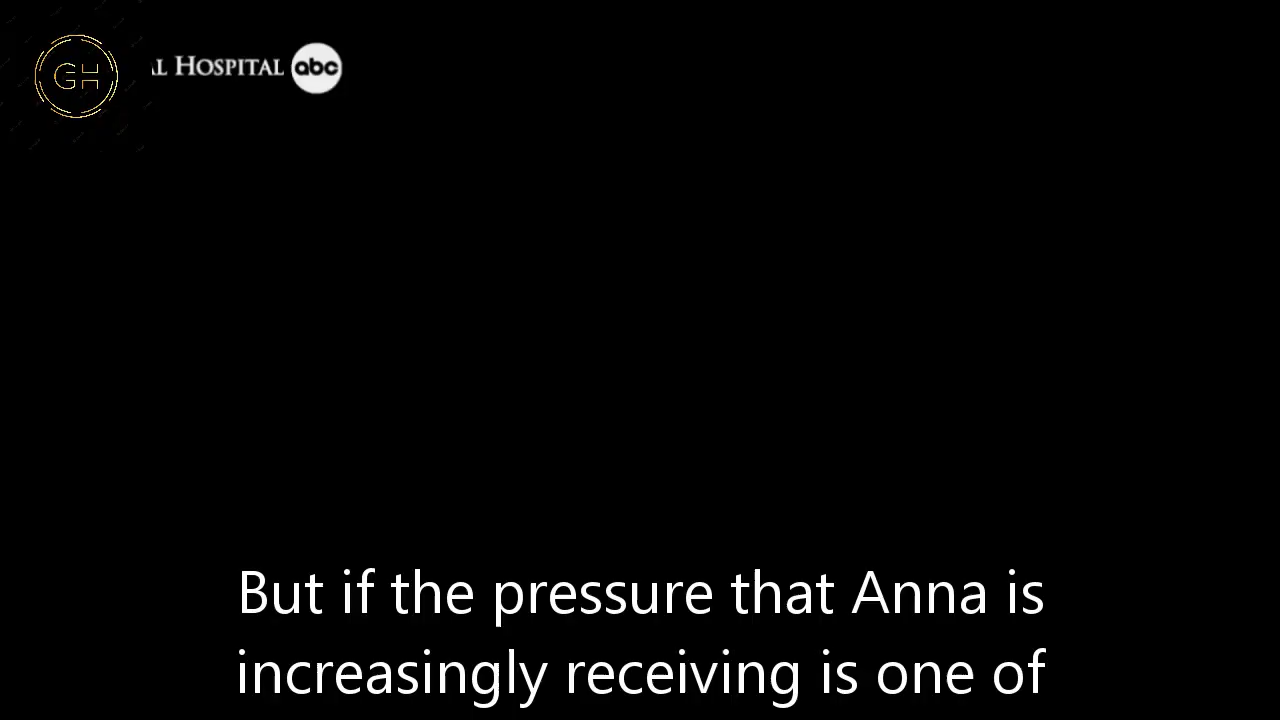 GH
L HOSPITAL abc
But if the pressure that Anna is
increasingly receiving is one of